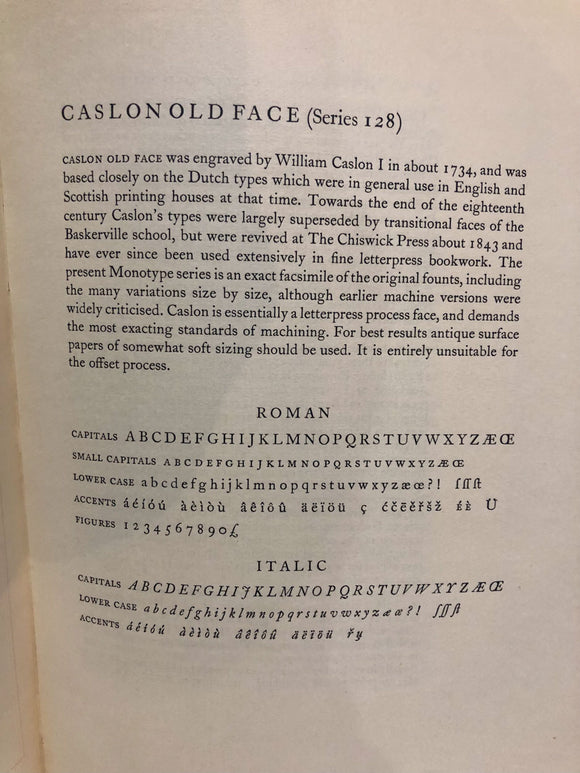 CASLON OLD FACE (Series 128)
CASLON OLD FACE was engraved by William Caslon I in about 1734, and was
based closely on the Dutch types which were in general use in English and
Scottish printing houses at that time. Towards the end of the eighteenth
century Caslon's types were largely superseded by transitional faces of the
Baskerville school, but were revived at The Chiswick Press about 1843 and
have ever since been used extensively in fine letterpress bookwork. The
present Monotype series is an exact facsimile of the original founts, including
the many variations size by size, although earlier machine versions were
widely criticised. Caslon is essentially a letterpress process face, and demands
the most exacting standards of machining. For best results antique surface
papers of somewhat soft sizing should be used. It is entirely unsuitable for
the offset process.
ROMAN
CAPITALS ABCDEFGHIJKLMNOPQRSTUVWXYZÆŒ
SMALL CAPITALS ABCDEFGHIJKLMNOPQRSTUVWXYZÆŒ
LOWER CASE abcdefghijklmnopqrstuvwxyzæœ?! ſ ſſ ſt
ACCENTS áéíóú àèìòù âêîôû äëïöü ç ćčēěřšž ÉÈ Ü
FIGURES 1234567890£
ITALIC
CAPITALS ABCDEFGHIJKLMNOPQRSTUVWXYZÆŒ
LOWER CASE abcdefghijklmnopqrstuvwxyzææ?! ſ ſſ ſt
ACCENTS áéíóú àèìòù âêîôû äëïöü řy